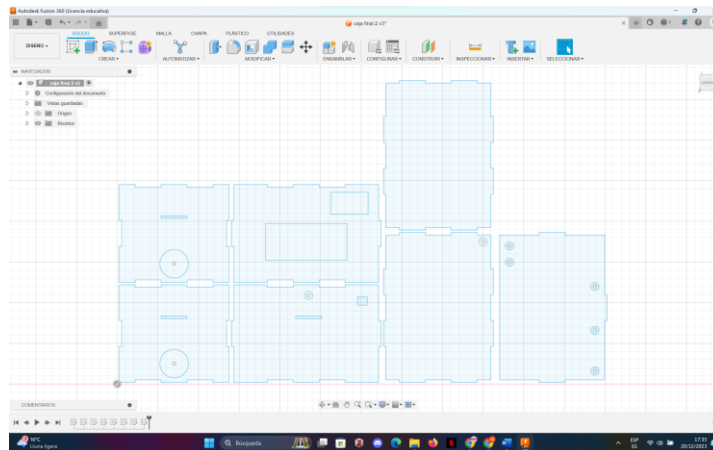 Autodesk Fusion 360 (Licencia educativa)
caja final 2 v3*
SÓLIDO SUPERFICIE MALLA CHAPA PLÁSTICO UTILIDADES
DISEÑO
CREAR AUTOMATIZAR MODIFICAR ENSAMBLAR CONFIGURAR CONSTRUIR INSPECCIONAR INSERTAR SELECCIONAR
NAVEGADOR
caja final 2 v3
Configuración del documento
Vistas guardadas
Origen
Bocetos
COMENTARIOS
16°C
Lluvia ligera
Búsqueda
ESP
ES
17:35
20/12/2023